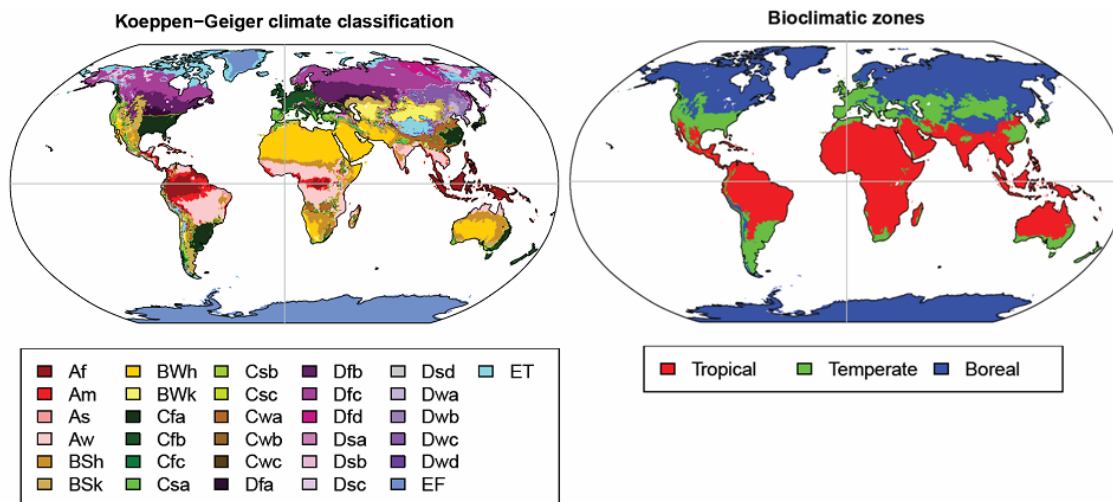 Koeppen−Geiger climate classification
Bioclimatic zones
Af BWh Csb Dfb Dsd ET
Am BWk Csc Dfc Dwa
As Cfa Cwa Dfd Dwb
Aw Cfb Cwb Dsa Dwc
BSh Cfc Cwc Dsb Dwd
BSk Csa Dfa Dsc EF
Tropical Temperate Boreal